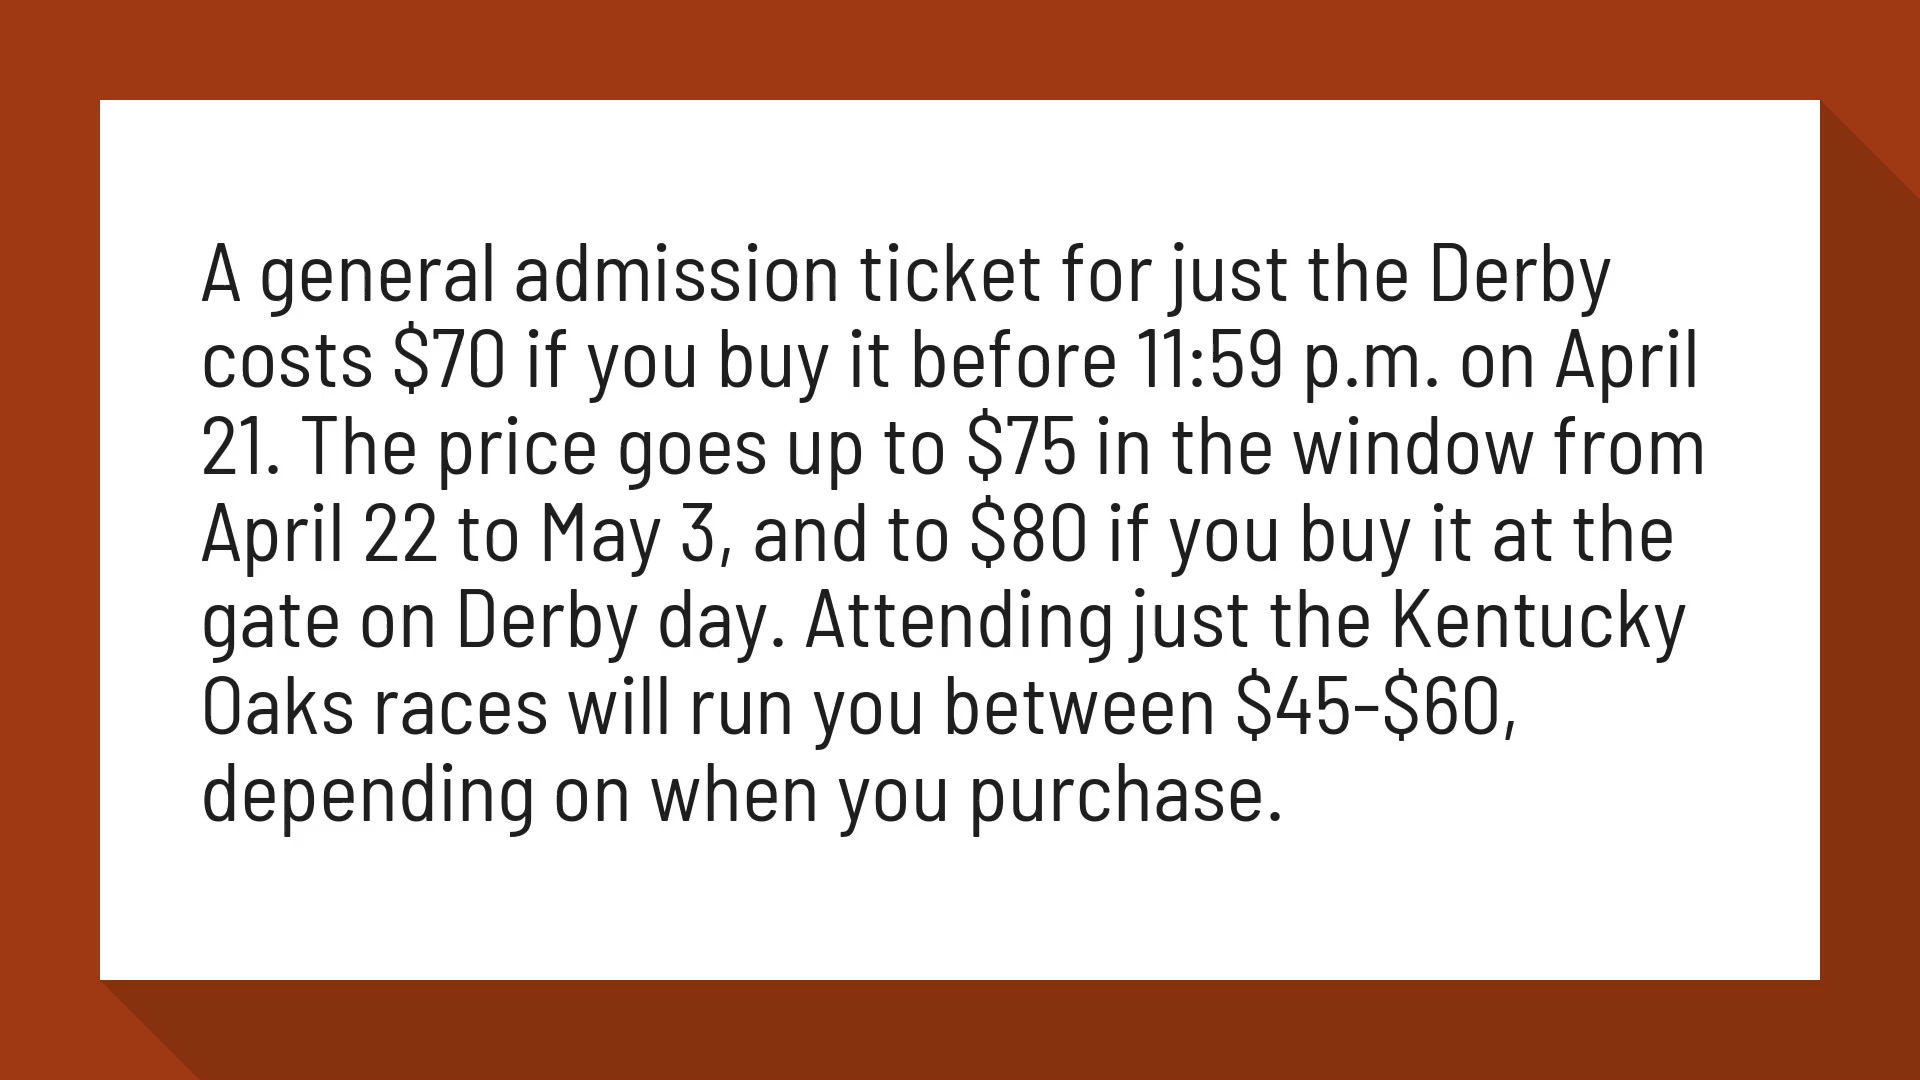 A general admission ticket for just the Derby
costs $70 if you buy it before 11:59 p.m. on April
21. The price goes up to $75 in the window from
April 22 to May 3, and to $80 if you buy it at the
gate on Derby day. Attending just the Kentucky
Oaks races will run you between $45-$60,
depending on when you purchase.